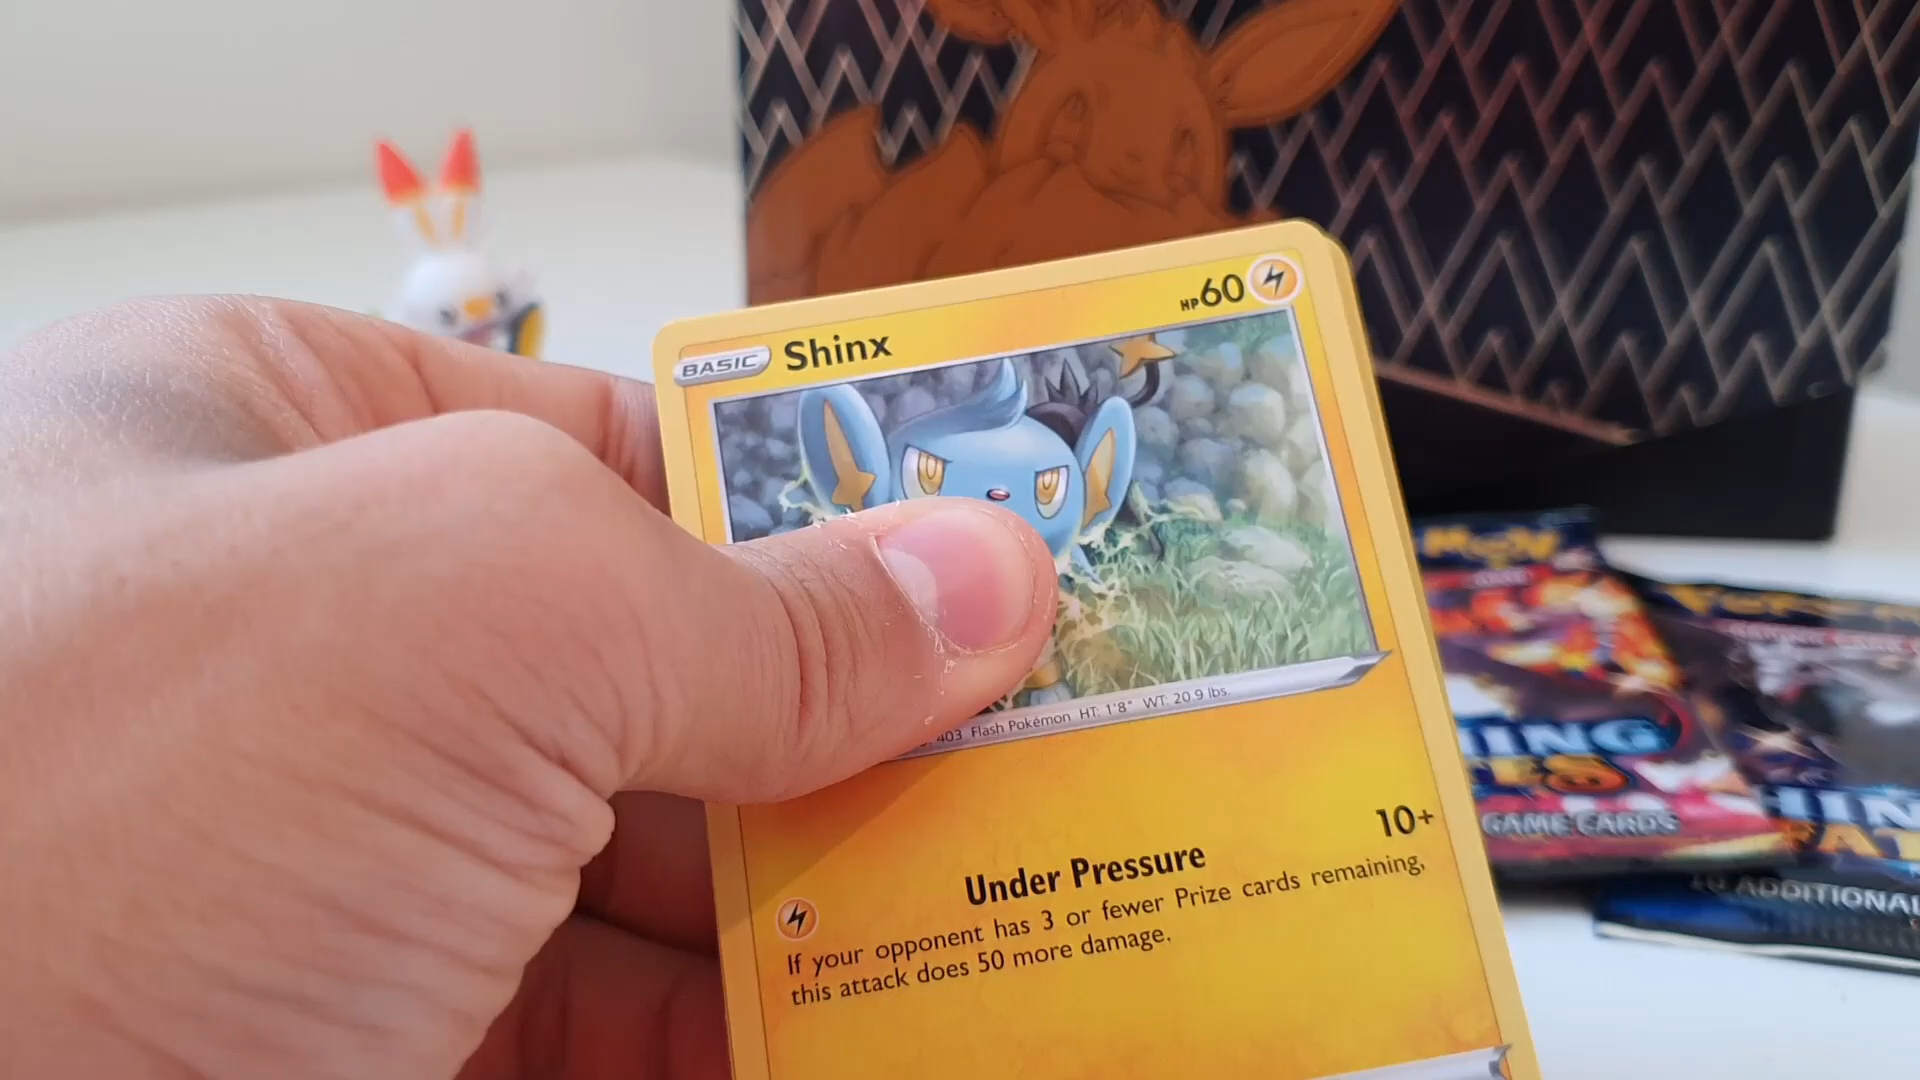 BASIC Shinx HP60
403 Flash Pokémon HT: 1'8" WT: 20.9 lbs.
Under Pressure 10+
If your opponent has 3 or fewer Prize cards remaining,
this attack does 50 more damage.
GAME CARDS
ADDITIONAL